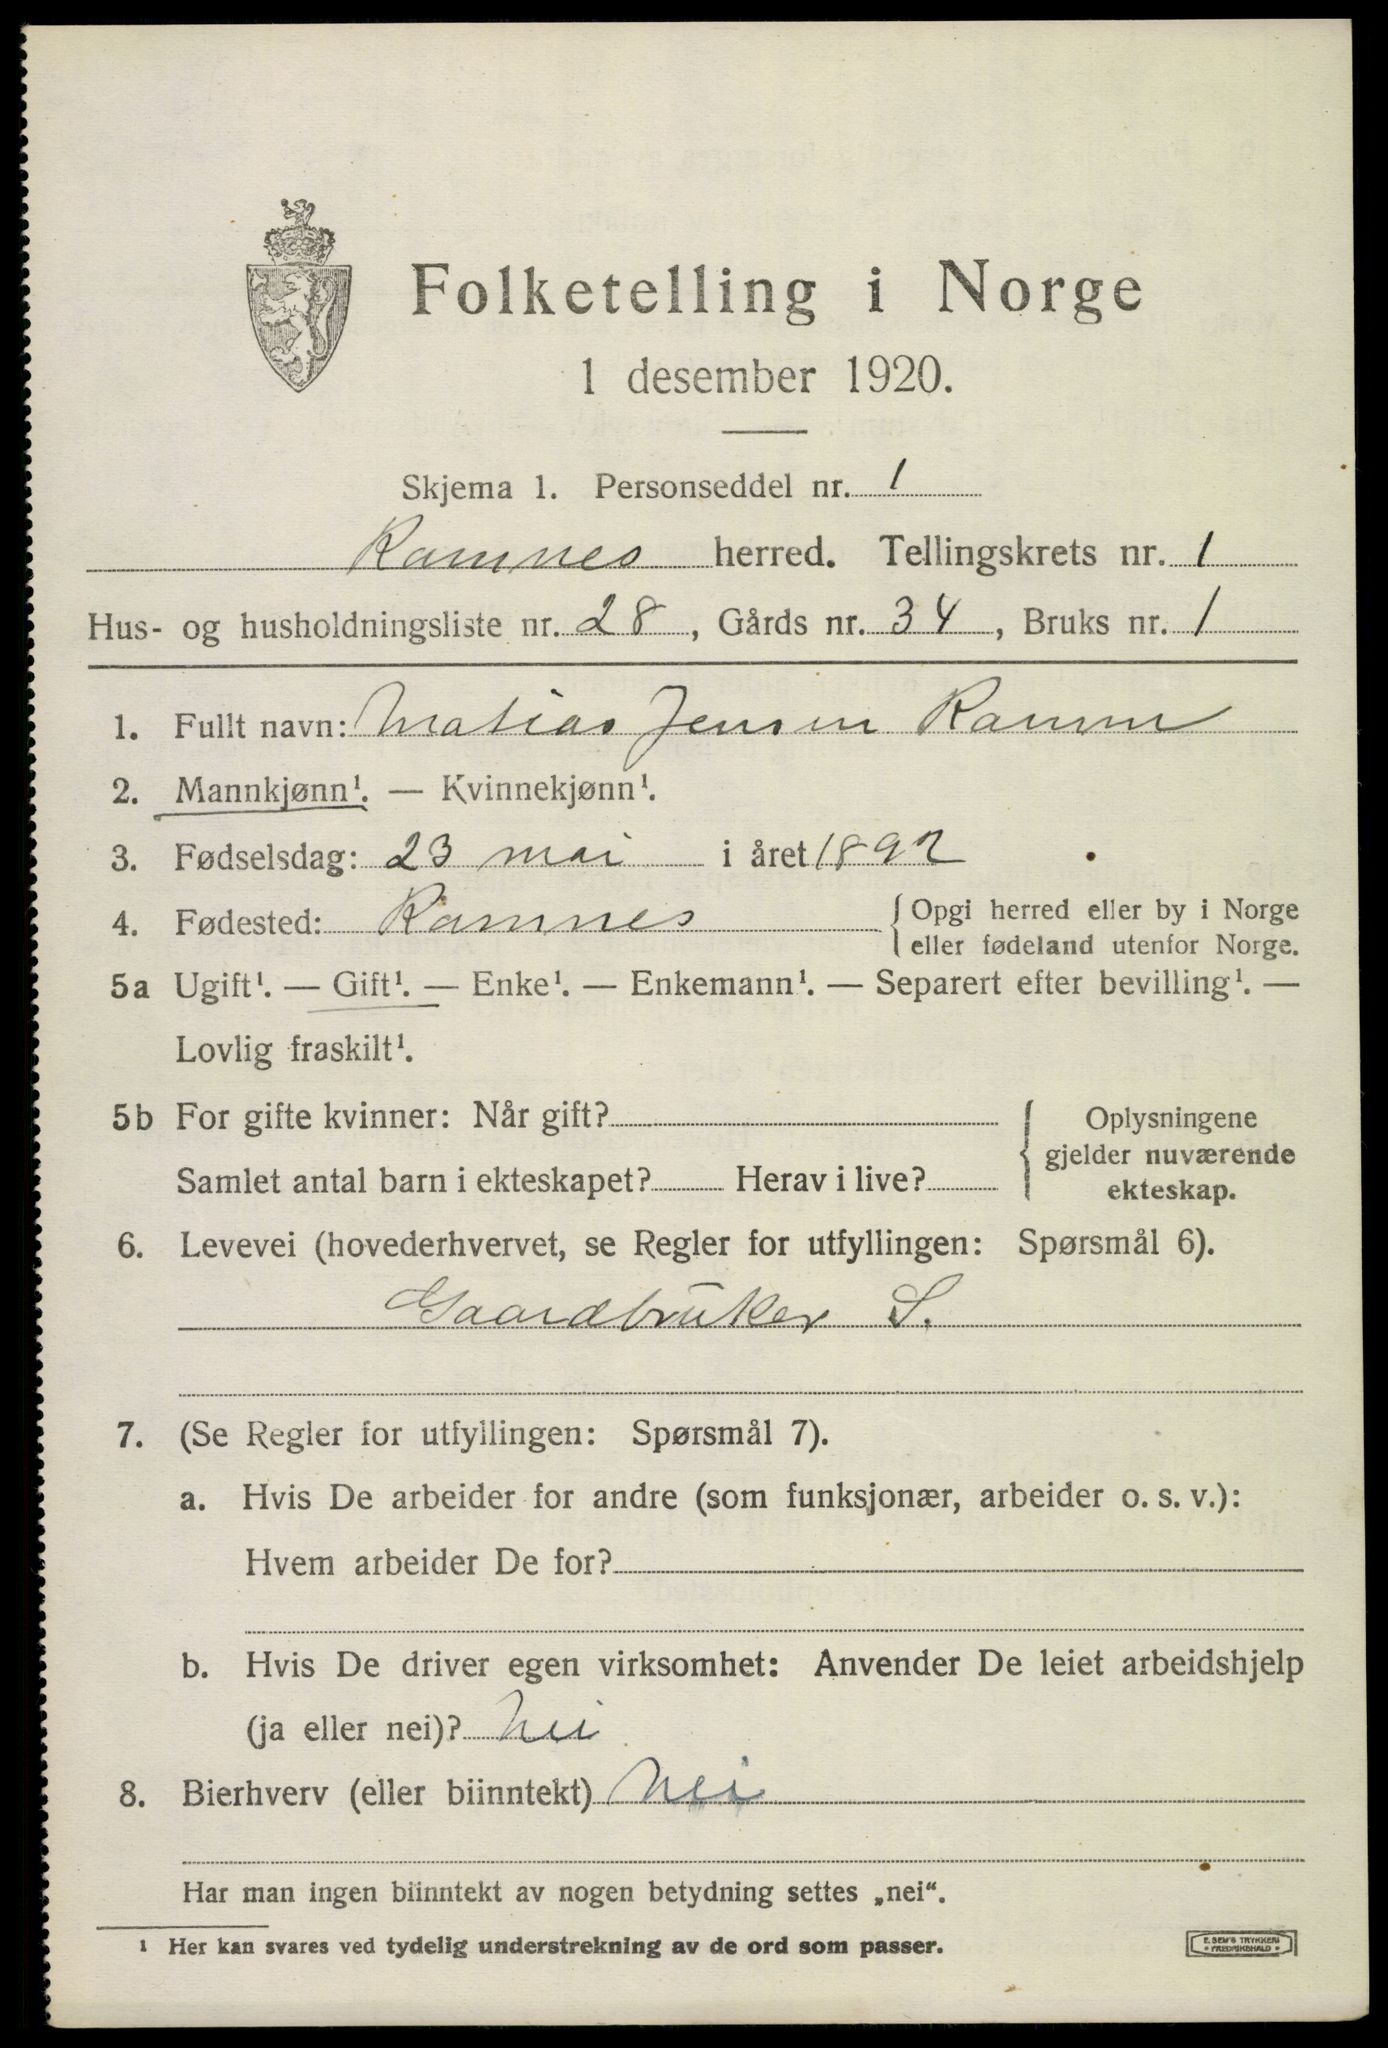 Folketelling i Norge
1 desember 1920.
Skjema 1. Personseddel nr. 1
Ramnes herred. Tellingskrets nr. 1
Hus- og husholdningsliste nr. 28, Gårds nr. 34, Bruks nr. 1
1. Fullt navn: Matias Jensen Ramm
2. Mannkjønn¹. — Kvinnekjønn¹.
3. Fødselsdag: 23 mai i året 1892
4. Fødested: Ramnes { Opgi herred eller by i Norge
eller fødeland utenfor Norge.
5a Ugift¹. — Gift¹. — Enke¹. — Enkemann¹. — Separert efter bevilling¹. —
Lovlig fraskilt¹.
5b For gifte kvinner: Når gift? { Oplysningene
gjelder nuværende
Samlet antal barn i ekteskapet? Herav i live? ekteskap.
6. Levevei (hovederhvervet, se Regler for utfyllingen: Spørsmål 6).
Gaardbruker S.
7. (Se Regler for utfyllingen: Spørsmål 7).
a. Hvis De arbeider for andre (som funksjonær, arbeider o. s. v.):
Hvem arbeider De for?
b. Hvis De driver egen virksomhet: Anvender De leiet arbeidshjelp
(ja eller nei)? Nei
8. Bierhverv (eller biinntekt) Nei
Har man ingen biinntekt av nogen betydning settes „nei“.
¹ Her kan svares ved tydelig understrekning av de ord som passer.
E. SEM'S TRYKKERI
• FREDRIKSHALD •